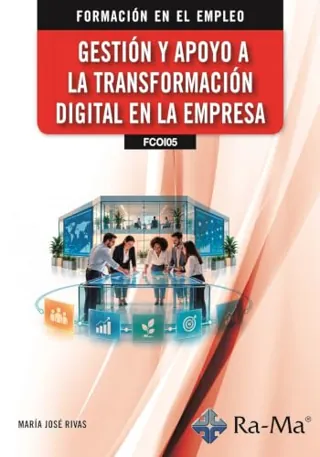 FORMACIÓN EN EL EMPLEO
GESTIÓN Y APOYO A
LA TRANSFORMACIÓN
DIGITAL EN LA EMPRESA
FCOI05
MARÍA JOSÉ RIVAS
Ra-Ma®